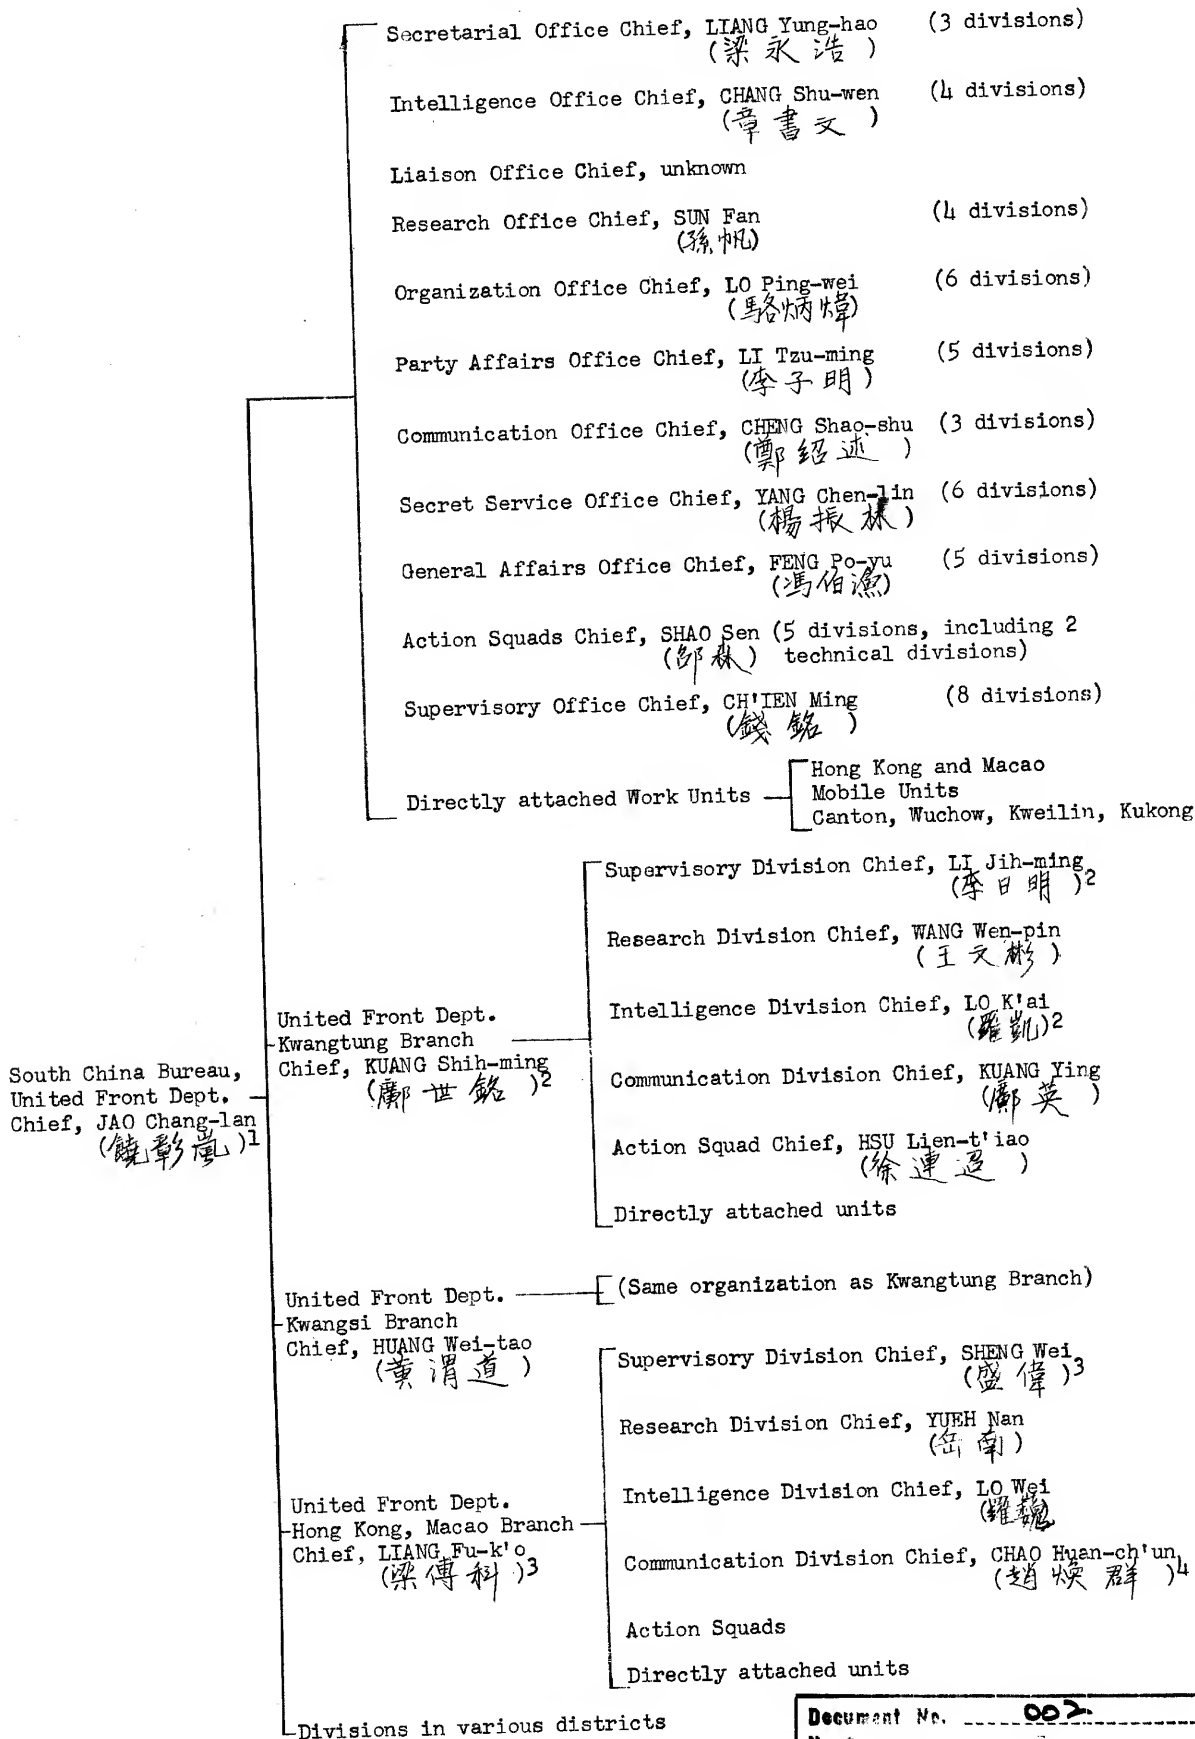 Secretarial Office Chief, LIANG Yung-hao (3 divisions)
(梁永浩)
Intelligence Office Chief, CHANG Shu-wen (4 divisions)
(章書文)
Liaison Office Chief, unknown
Research Office Chief, SUN Fan (4 divisions)
(孫帆)
Organization Office Chief, LO Ping-wei (6 divisions)
(駱炳煒)
Party Affairs Office Chief, LI Tzu-ming (5 divisions)
(李子明)
Communication Office Chief, CHENG Shao-shu (3 divisions)
(鄭紹述)
Secret Service Office Chief, YANG Chen-lin (6 divisions)
(楊振林)
General Affairs Office Chief, FENG Po-yu (5 divisions)
(馮伯漁)
Action Squads Chief, SHAO Sen (5 divisions, including 2
(邵森) technical divisions)
Supervisory Office Chief, CH'IEN Ming (8 divisions)
(錢銘)
Directly attached Work Units
Hong Kong and Macao
Mobile Units
Canton, Wuchow, Kweilin, Kukong
South China Bureau,
United Front Dept.
Chief, JAO Chang-lan
(饒彰嵐)1
United Front Dept.
Kwangtung Branch
Chief, KUANG Shih-ming
(鄺世銘)2
Supervisory Division Chief, LI Jih-ming
(李日明)2
Research Division Chief, WANG Wen-pin
(王文彬)
Intelligence Division Chief, LO K'ai
(羅凱)2
Communication Division Chief, KUANG Ying
(鄺英)
Action Squad Chief, HSU Lien-t'iao
(徐連迢)
Directly attached units
United Front Dept.
Kwangsi Branch
Chief, HUANG Wei-tao
(黃渭道)
(Same organization as Kwangtung Branch)
United Front Dept.
Hong Kong, Macao Branch
Chief, LIANG Fu-k'o
(梁傅科)3
Supervisory Division Chief, SHENG Wei
(盛偉)3
Research Division Chief, YUEH Nan
(岳南)
Intelligence Division Chief, LO Wei
(羅巍)
Communication Division Chief, CHAO Huan-ch'un
(趙煥群)4
Action Squads
Directly attached units
Divisions in various districts
Document No. 002